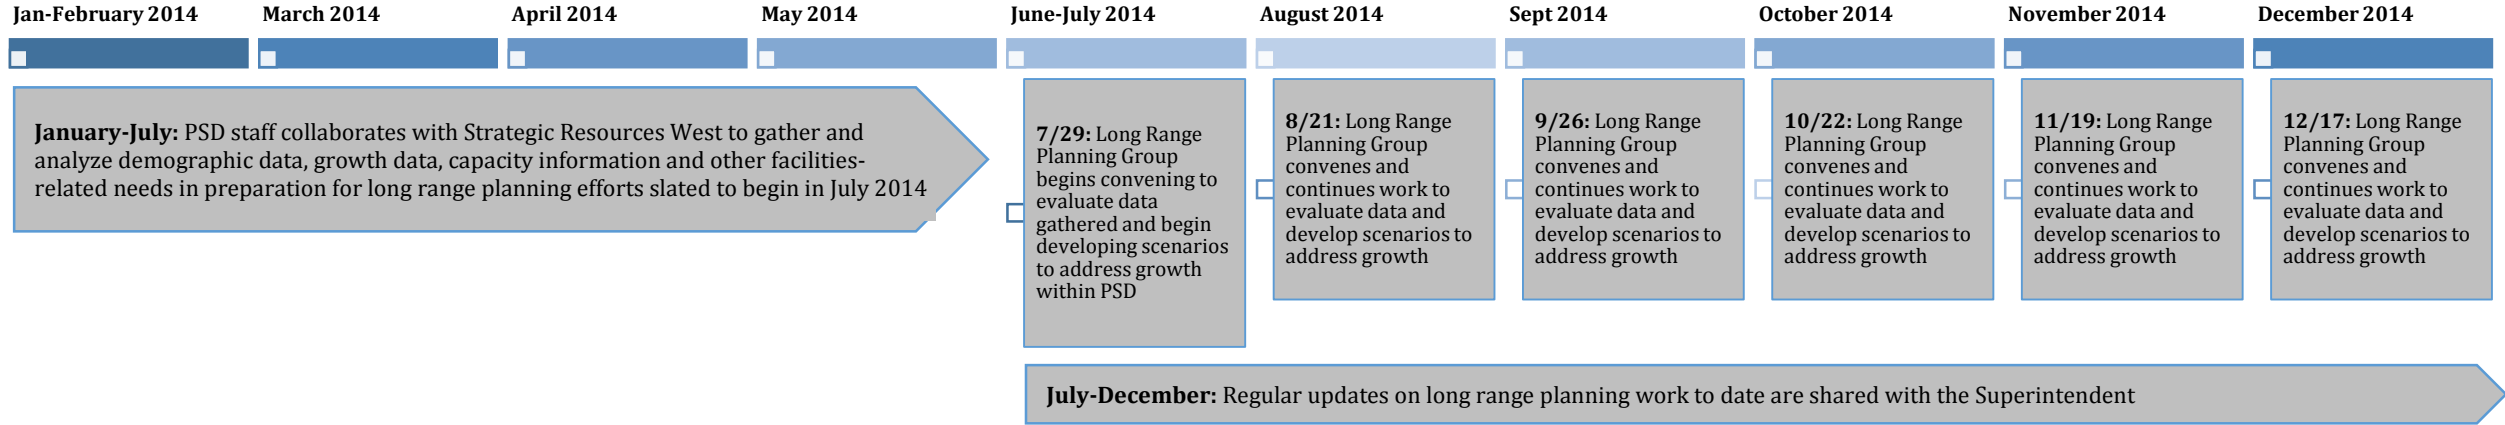 Jan-February 2014
March 2014
April 2014
May 2014
June-July 2014
August 2014
Sept 2014
October 2014
November 2014
December 2014
January-July: PSD staff collaborates with Strategic Resources West to gather and
analyze demographic data, growth data, capacity information and other facilities-
related needs in preparation for long range planning efforts slated to begin in July 2014
7/29: Long Range
Planning Group
begins convening to
evaluate data
gathered and begin
developing scenarios
to address growth
within PSD
8/21: Long Range
Planning Group
convenes and
continues work to
evaluate data and
develop scenarios to
address growth
9/26: Long Range
Planning Group
convenes and
continues work to
evaluate data and
develop scenarios to
address growth
10/22: Long Range
Planning Group
convenes and
continues work to
evaluate data and
develop scenarios to
address growth
11/19: Long Range
Planning Group
convenes and
continues work to
evaluate data and
develop scenarios to
address growth
12/17: Long Range
Planning Group
convenes and
continues work to
evaluate data and
develop scenarios to
address growth
July-December: Regular updates on long range planning work to date are shared with the Superintendent